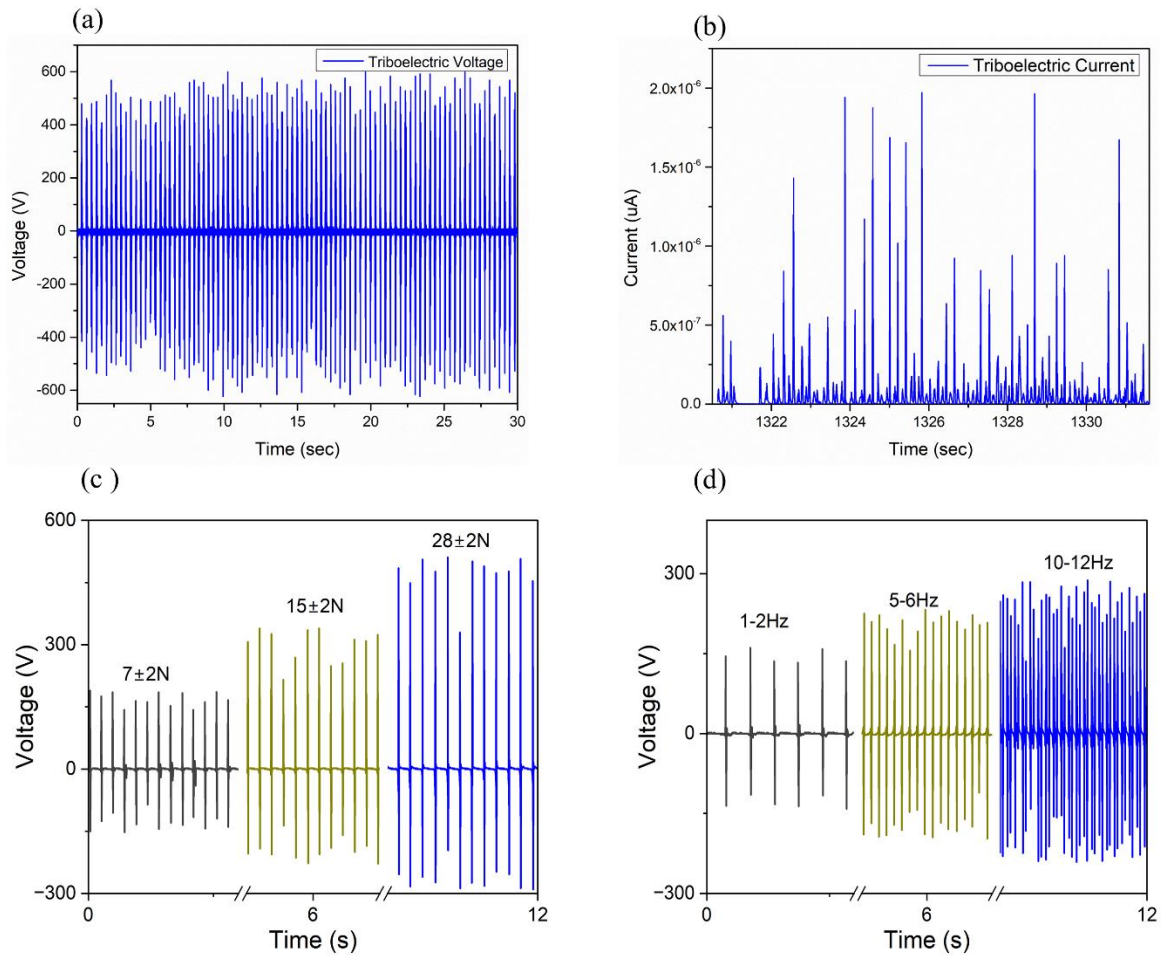 (a)
Triboelectric Voltage
600
400
200
0
-200
-400
-600
Voltage (V)
0 5 10 15 20 25 30
Time (sec)
(b)
Triboelectric Current
2.0x10⁻⁶
1.5x10⁻⁶
1.0x10⁻⁶
5.0x10⁻⁷
0.0
Current (uA)
1322 1324 1326 1328 1330
Time (sec)
(c )
600
300
0
−300
Voltage (V)
7±2N
15±2N
28±2N
0 6 12
Time (s)
(d)
300
0
−300
Voltage (V)
1-2Hz
5-6Hz
10-12Hz
0 6 12
Time (s)